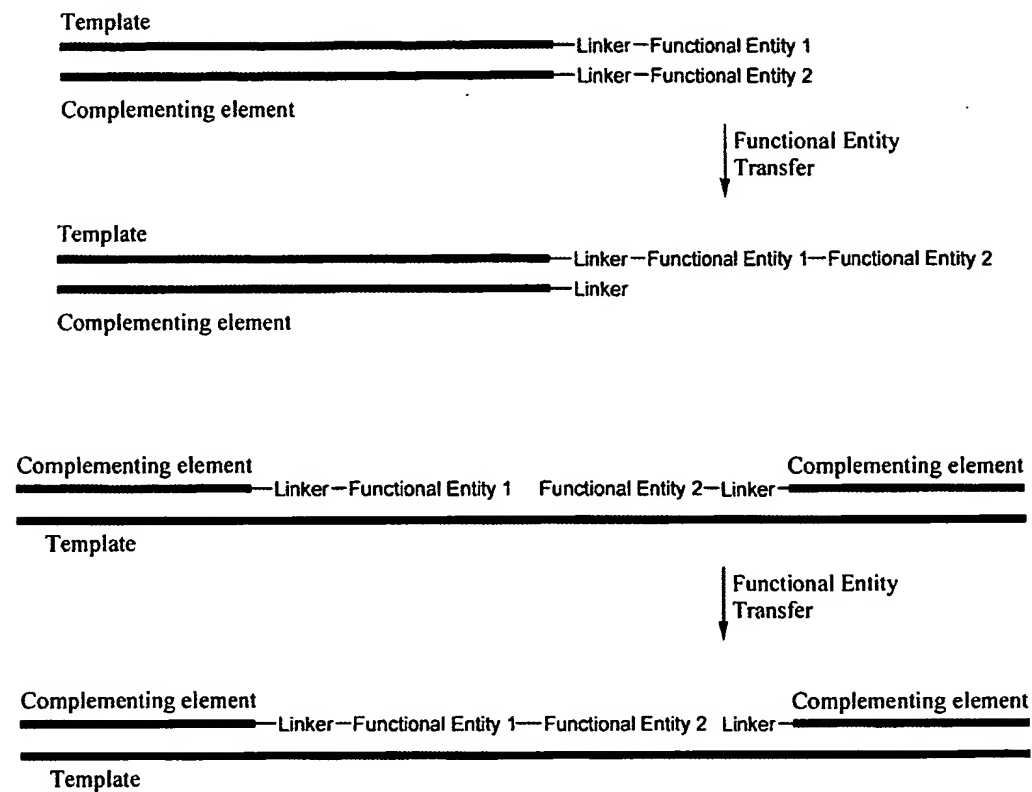 Template
Linker—Functional Entity 1
Linker—Functional Entity 2
Complementing element
Functional Entity
Transfer
Template
Linker—Functional Entity 1—Functional Entity 2
Linker
Complementing element
Complementing element Complementing element
Linker—Functional Entity 1 Functional Entity 2—Linker
Template
Functional Entity
Transfer
Complementing element Complementing element
Linker—Functional Entity 1—Functional Entity 2 Linker
Template